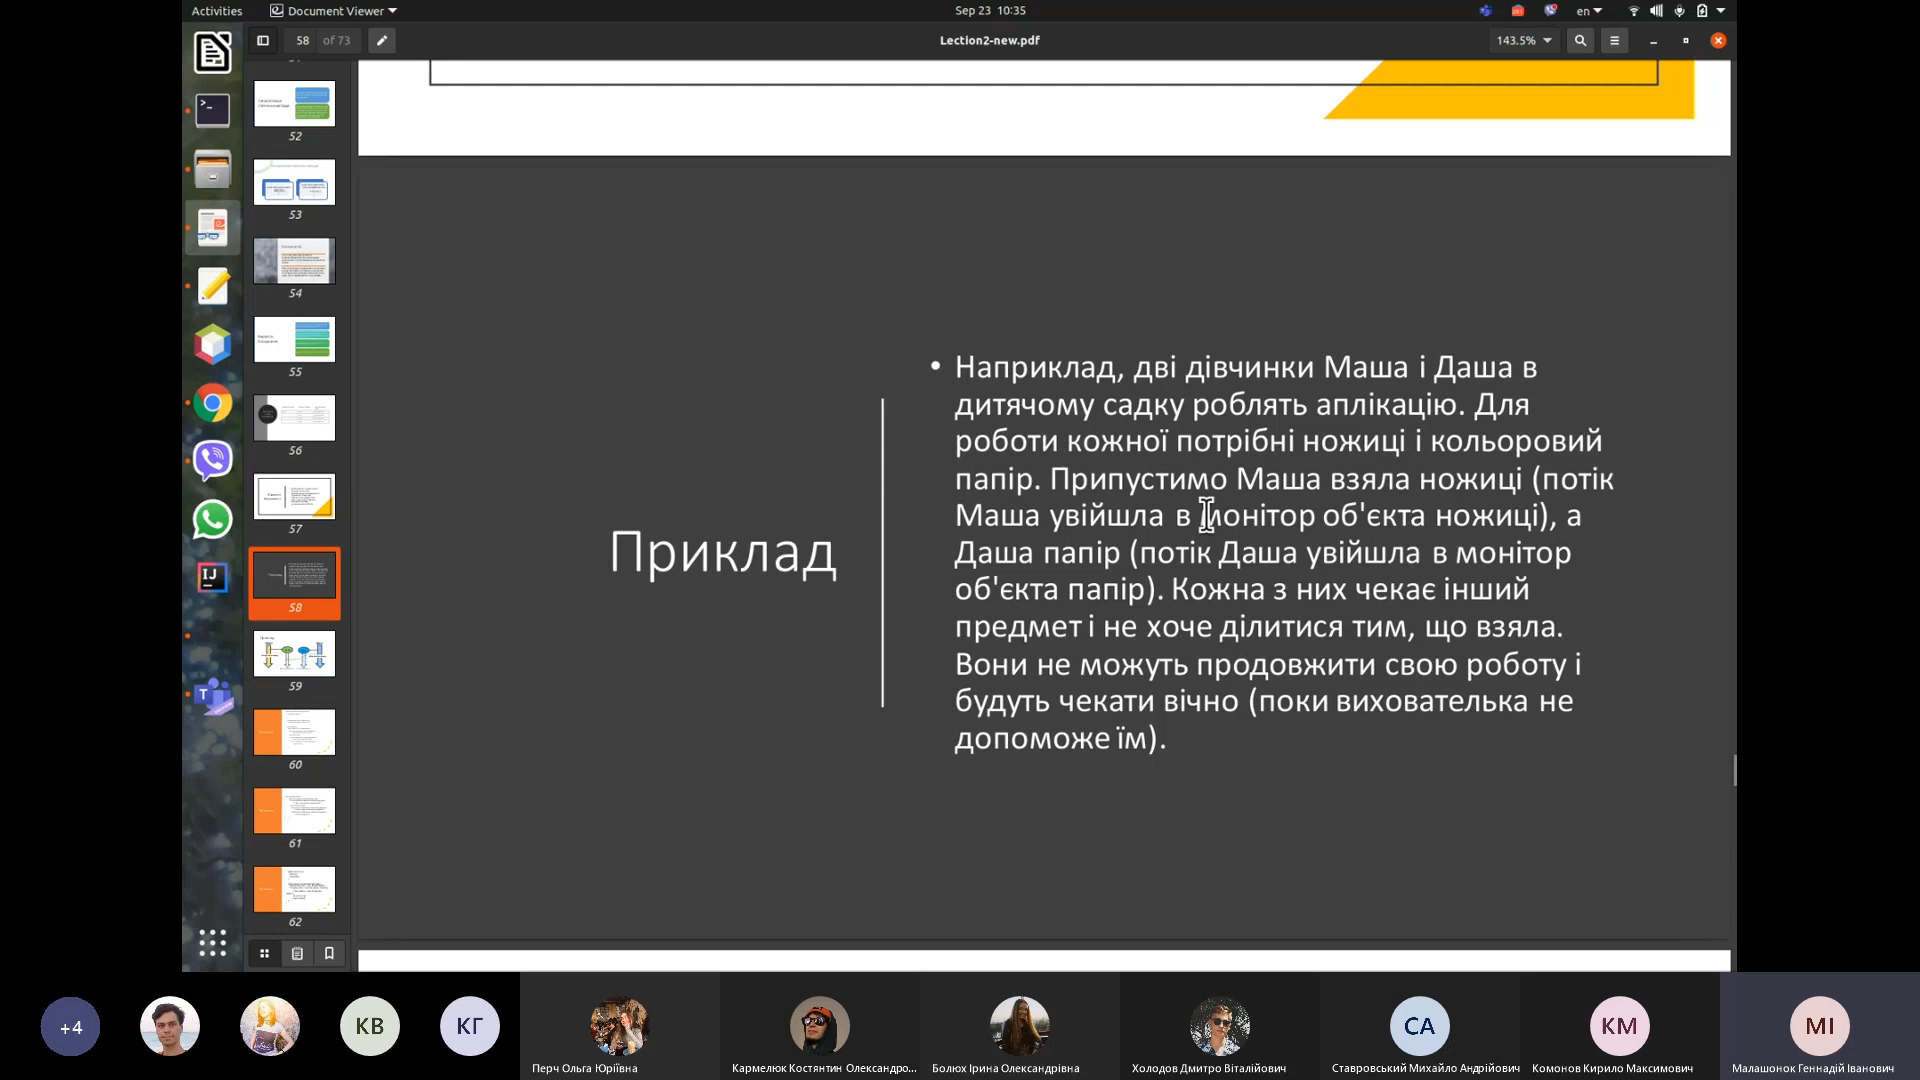 Activities
Document Viewer
Sep 23 10:35
en
58 of 73
Lection2-new.pdf
143.5%
52
53
54
55
56
57
58
59
60
61
62
Приклад
• Наприклад, дві дівчинки Маша і Даша в
дитячому садку роблять аплікацію. Для
роботи кожної потрібні ножиці і кольоровий
папір. Припустимо Маша взяла ножиці (потік
Маша увійшла в монітор об'єкта ножиці), а
Даша папір (потік Даша увійшла в монітор
об'єкта папір). Кожна з них чекає інший
предмет і не хоче ділитися тим, що взяла.
Вони не можуть продовжити свою роботу і
будуть чекати вічно (поки вихователька не
допоможе їм).
+4
КВ
КГ
СА
КМ
МІ
Перч Ольга Юріївна
Кармелюк Костянтин Олександро...
Болюх Ірина Олександрівна
Холодов Дмитро Віталійович
Ставровський Михайло Андрійович
Комонов Кирило Максимович
Малашонок Геннадій Іванович